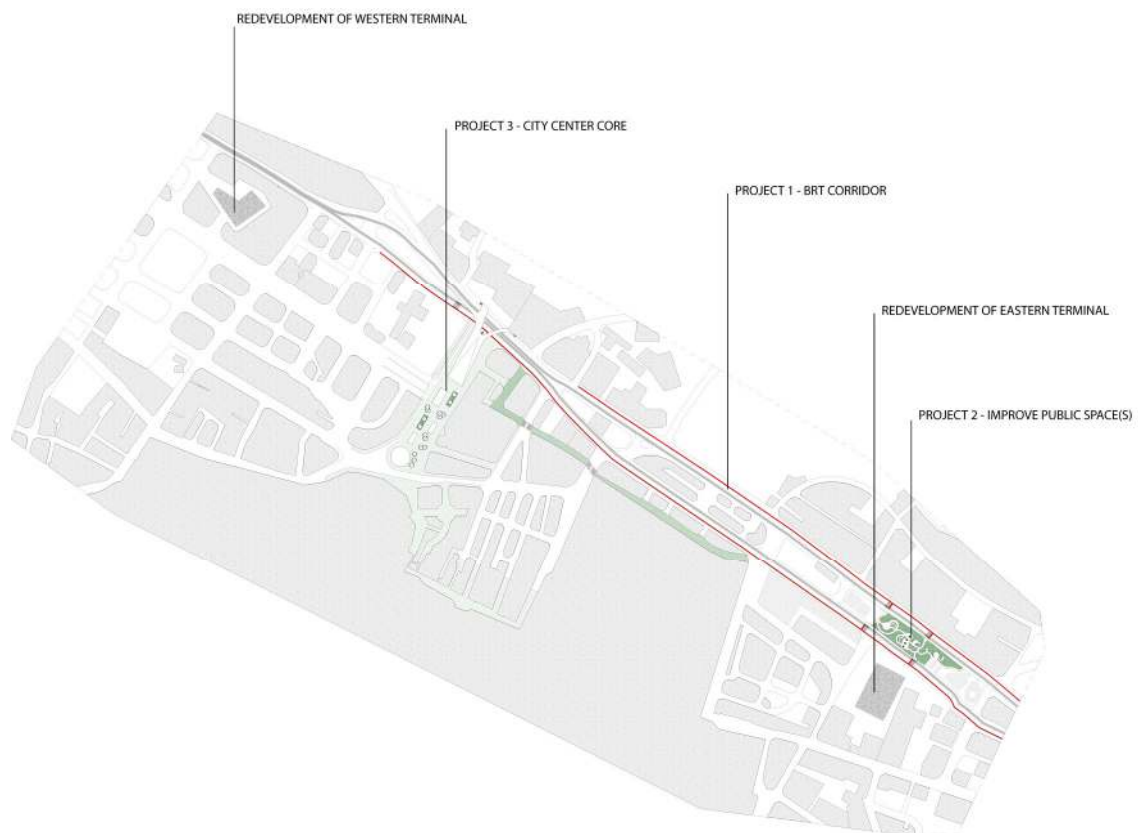 REDEVELOPMENT OF WESTERN TERMINAL
PROJECT 3 - CITY CENTER CORE
PROJECT 1 - BRT CORRIDOR
REDEVELOPMENT OF EASTERN TERMINAL
PROJECT 2 - IMPROVE PUBLIC SPACE(S)